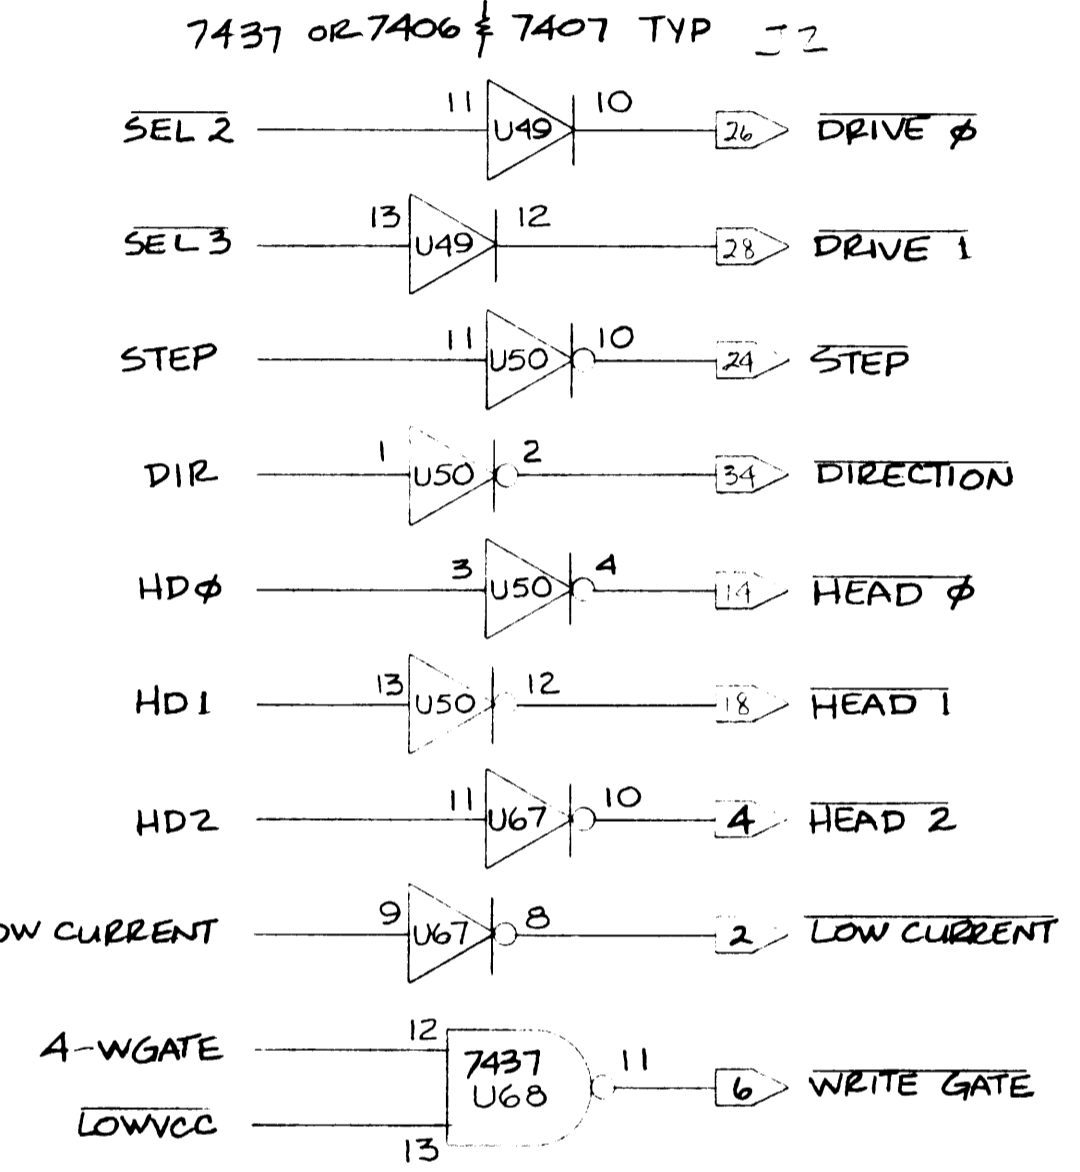 7437 OR 7406 & 7407 TYP J2
SEL 2 11 U49 10 26 DRIVE φ
SEL 3 13 U49 12 28 DRIVE 1
STEP 11 U50 10 24 STEP
DIR 1 U50 2 34 DIRECTION
HDφ 3 U50 4 14 HEAD φ
HD1 13 U50 12 18 HEAD 1
HD2 11 U67 10 4 HEAD 2
OW CURRENT 9 U67 8 2 LOW CURRENT
4-WGATE 12 7437 11 6 WRITE GATE
U68
LOWVCC 13